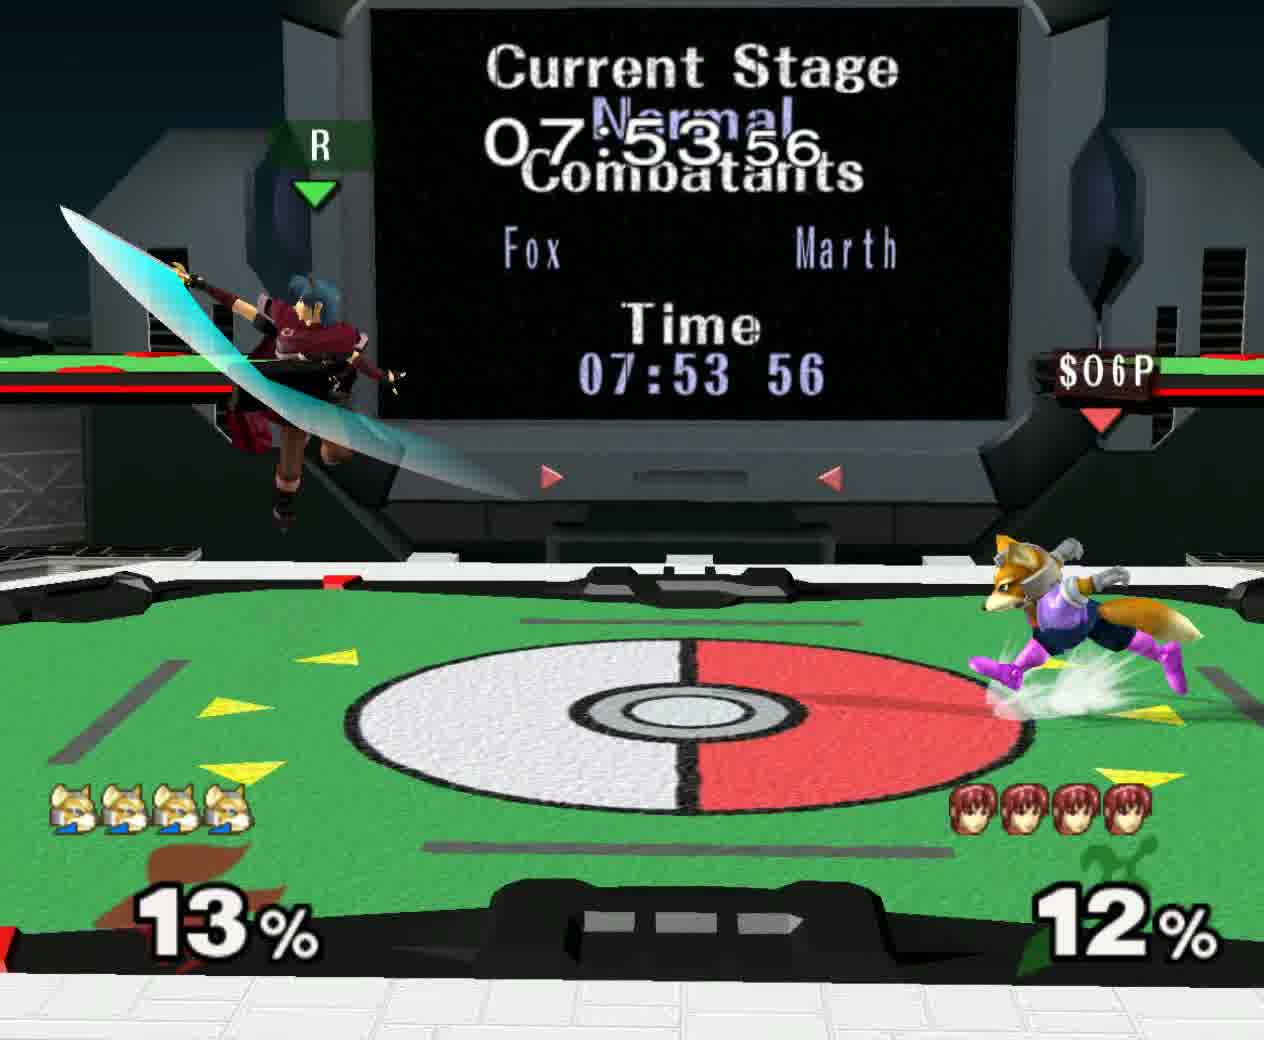 Current Stage
Normal
07:53 56
Combatants
R
Fox Marth
Time
07:53 56
$06P
13%
12%